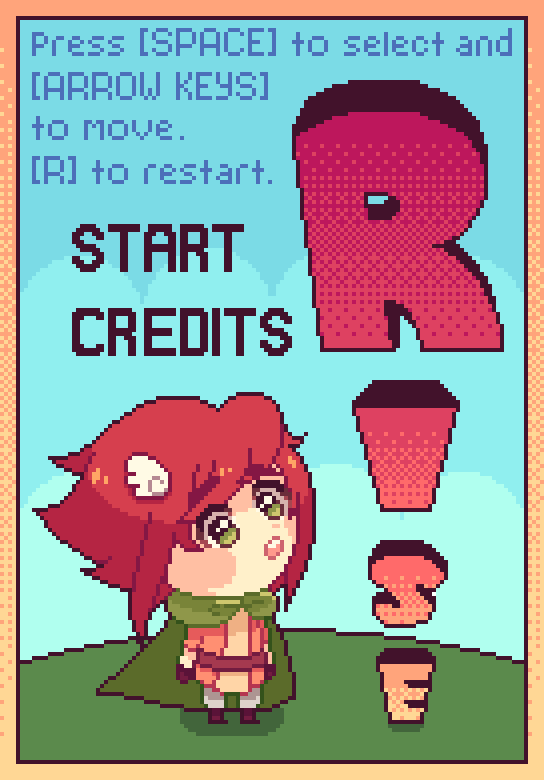 Press [SPACE] to select and
[ARROW KEYS]
to move.
[R] to restart.
START
CREDITS
R
I
S
E